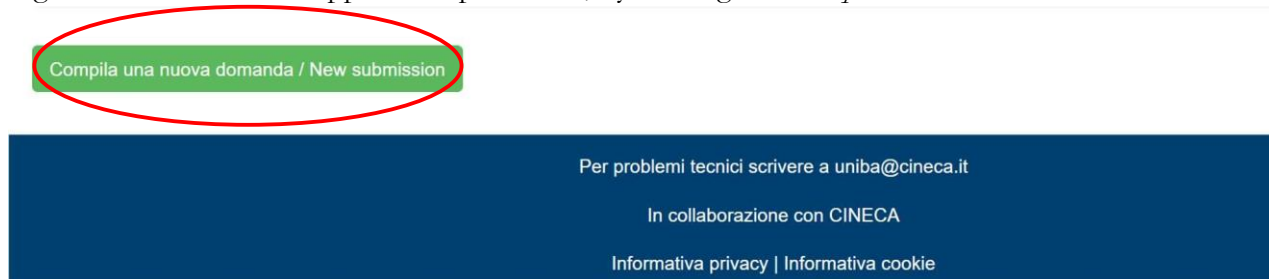 Compila una nuova domanda / New submission
Per problemi tecnici scrivere a uniba@cineca.it
In collaborazione con CINECA
Informativa privacy | Informativa cookie